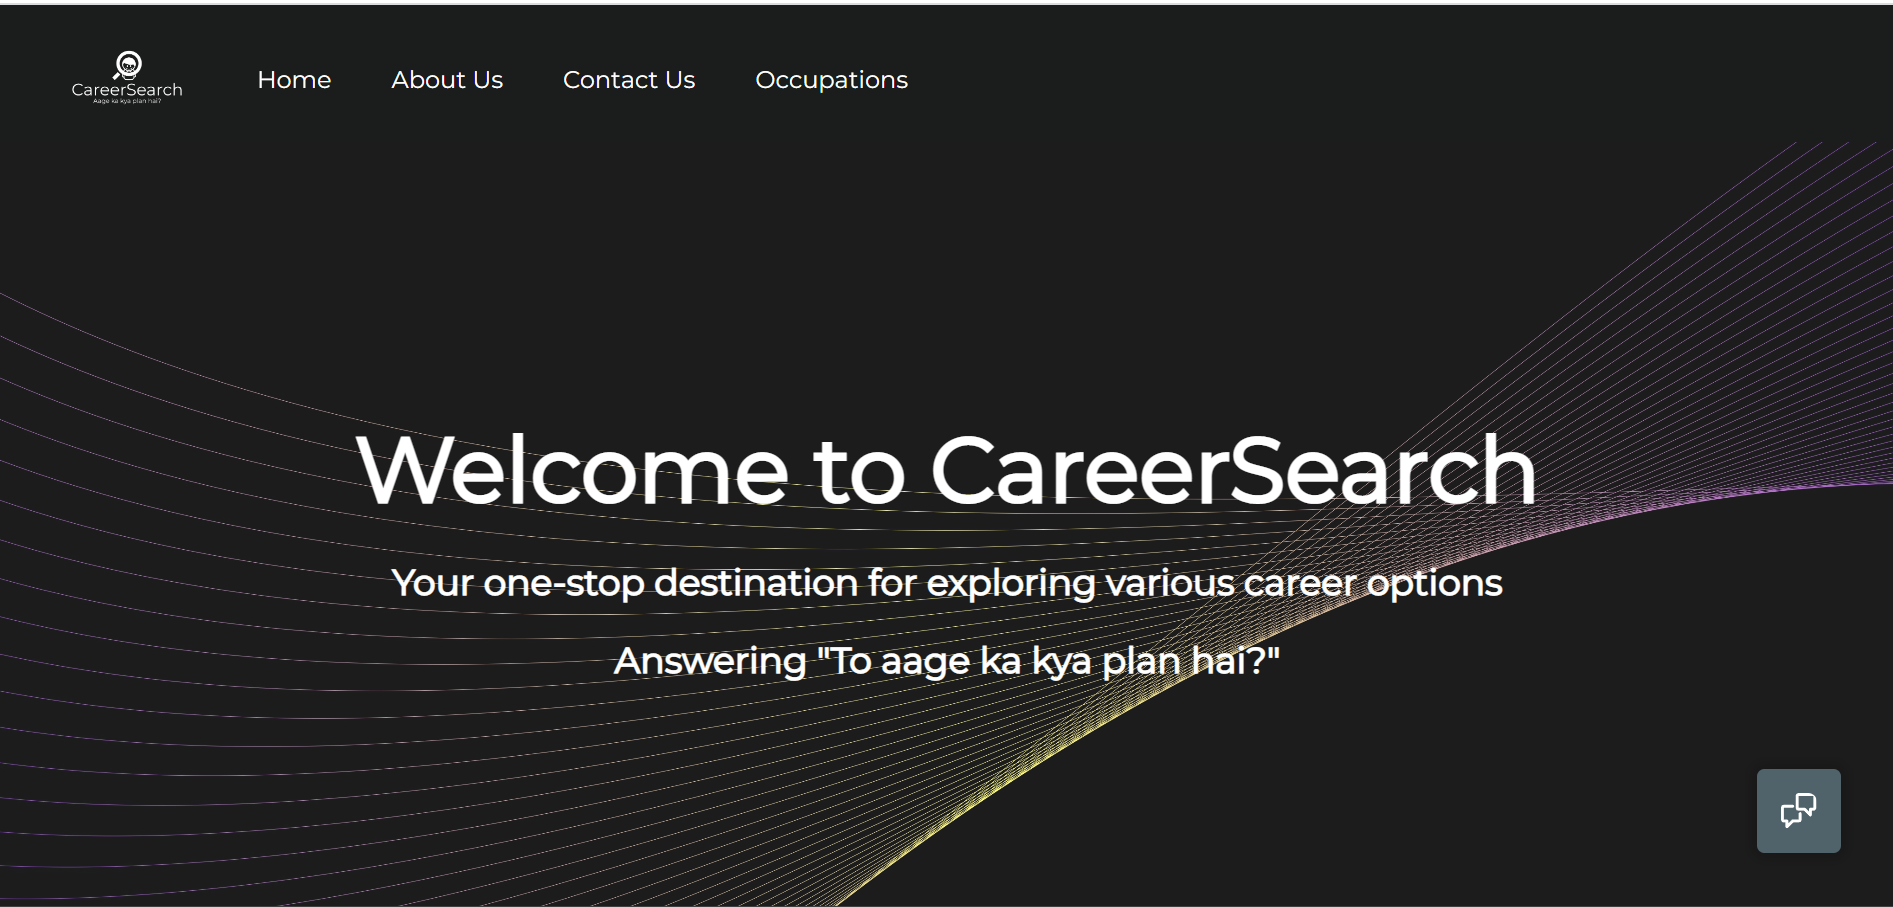 CareerSearch
Aage ka kya plan hai?
Home About Us Contact Us Occupations
Welcome to CareerSearch
Your one-stop destination for exploring various career options
Answering "To aage ka kya plan hai?"